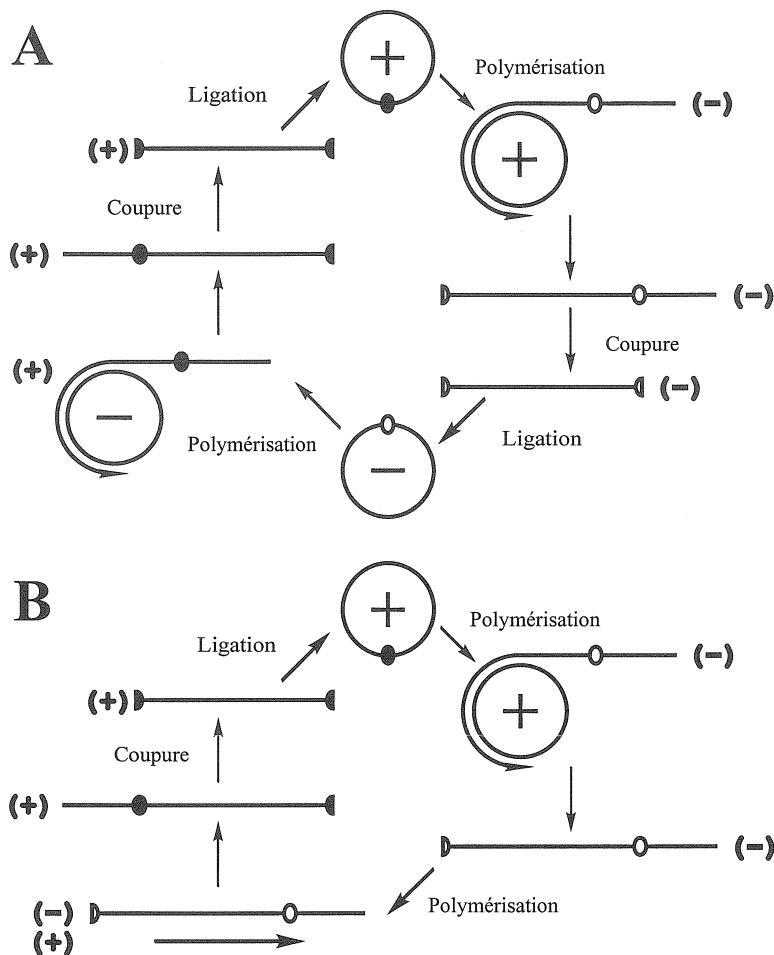 A
+
Polymérisation
Ligation
(−)
(+)
+
Coupure
(+)
(−)
Coupure
(+)
(−)
−
Polymérisation
Ligation
−
B
+
Polymérisation
Ligation
(−)
(+)
+
Coupure
(+)
(−)
Polymérisation
(−)
(+)